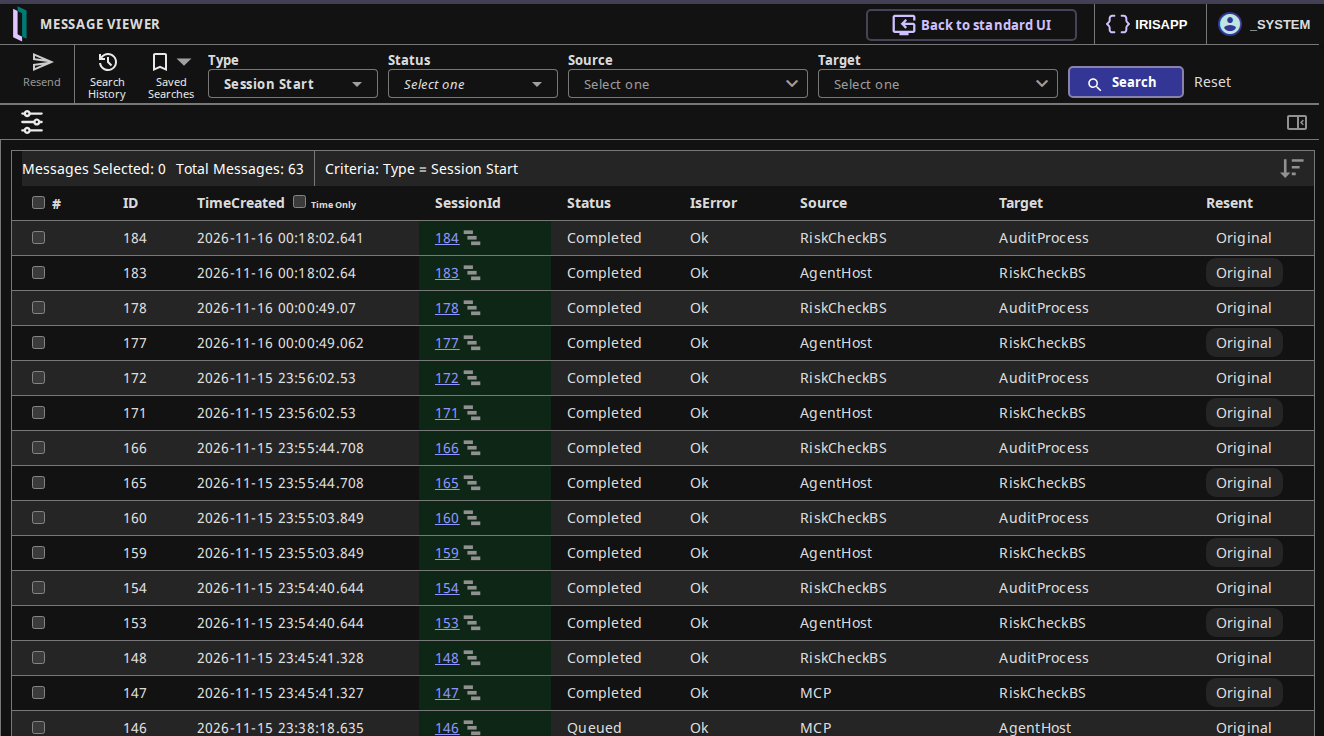 MESSAGE VIEWER Back to standard UI IRISAPP _SYSTEM
Resend Search History Saved Searches
Type Status Source Target
Session Start Select one Select one Select one Search Reset
Messages Selected: 0 Total Messages: 63 Criteria: Type = Session Start
# ID TimeCreated Time Only SessionId Status IsError Source Target Resent
184 2026-11-16 00:18:02.641 184 Completed Ok RiskCheckBS AuditProcess Original
183 2026-11-16 00:18:02.64 183 Completed Ok AgentHost RiskCheckBS Original
178 2026-11-16 00:00:49.07 178 Completed Ok RiskCheckBS AuditProcess Original
177 2026-11-16 00:00:49.062 177 Completed Ok AgentHost RiskCheckBS Original
172 2026-11-15 23:56:02.53 172 Completed Ok RiskCheckBS AuditProcess Original
171 2026-11-15 23:56:02.53 171 Completed Ok AgentHost RiskCheckBS Original
166 2026-11-15 23:55:44.708 166 Completed Ok RiskCheckBS AuditProcess Original
165 2026-11-15 23:55:44.708 165 Completed Ok AgentHost RiskCheckBS Original
160 2026-11-15 23:55:03.849 160 Completed Ok RiskCheckBS AuditProcess Original
159 2026-11-15 23:55:03.849 159 Completed Ok AgentHost RiskCheckBS Original
154 2026-11-15 23:54:40.644 154 Completed Ok RiskCheckBS AuditProcess Original
153 2026-11-15 23:54:40.644 153 Completed Ok AgentHost RiskCheckBS Original
148 2026-11-15 23:45:41.328 148 Completed Ok RiskCheckBS AuditProcess Original
147 2026-11-15 23:45:41.327 147 Completed Ok MCP RiskCheckBS Original
146 2026-11-15 23:38:18.635 146 Queued Ok MCP AgentHost Original